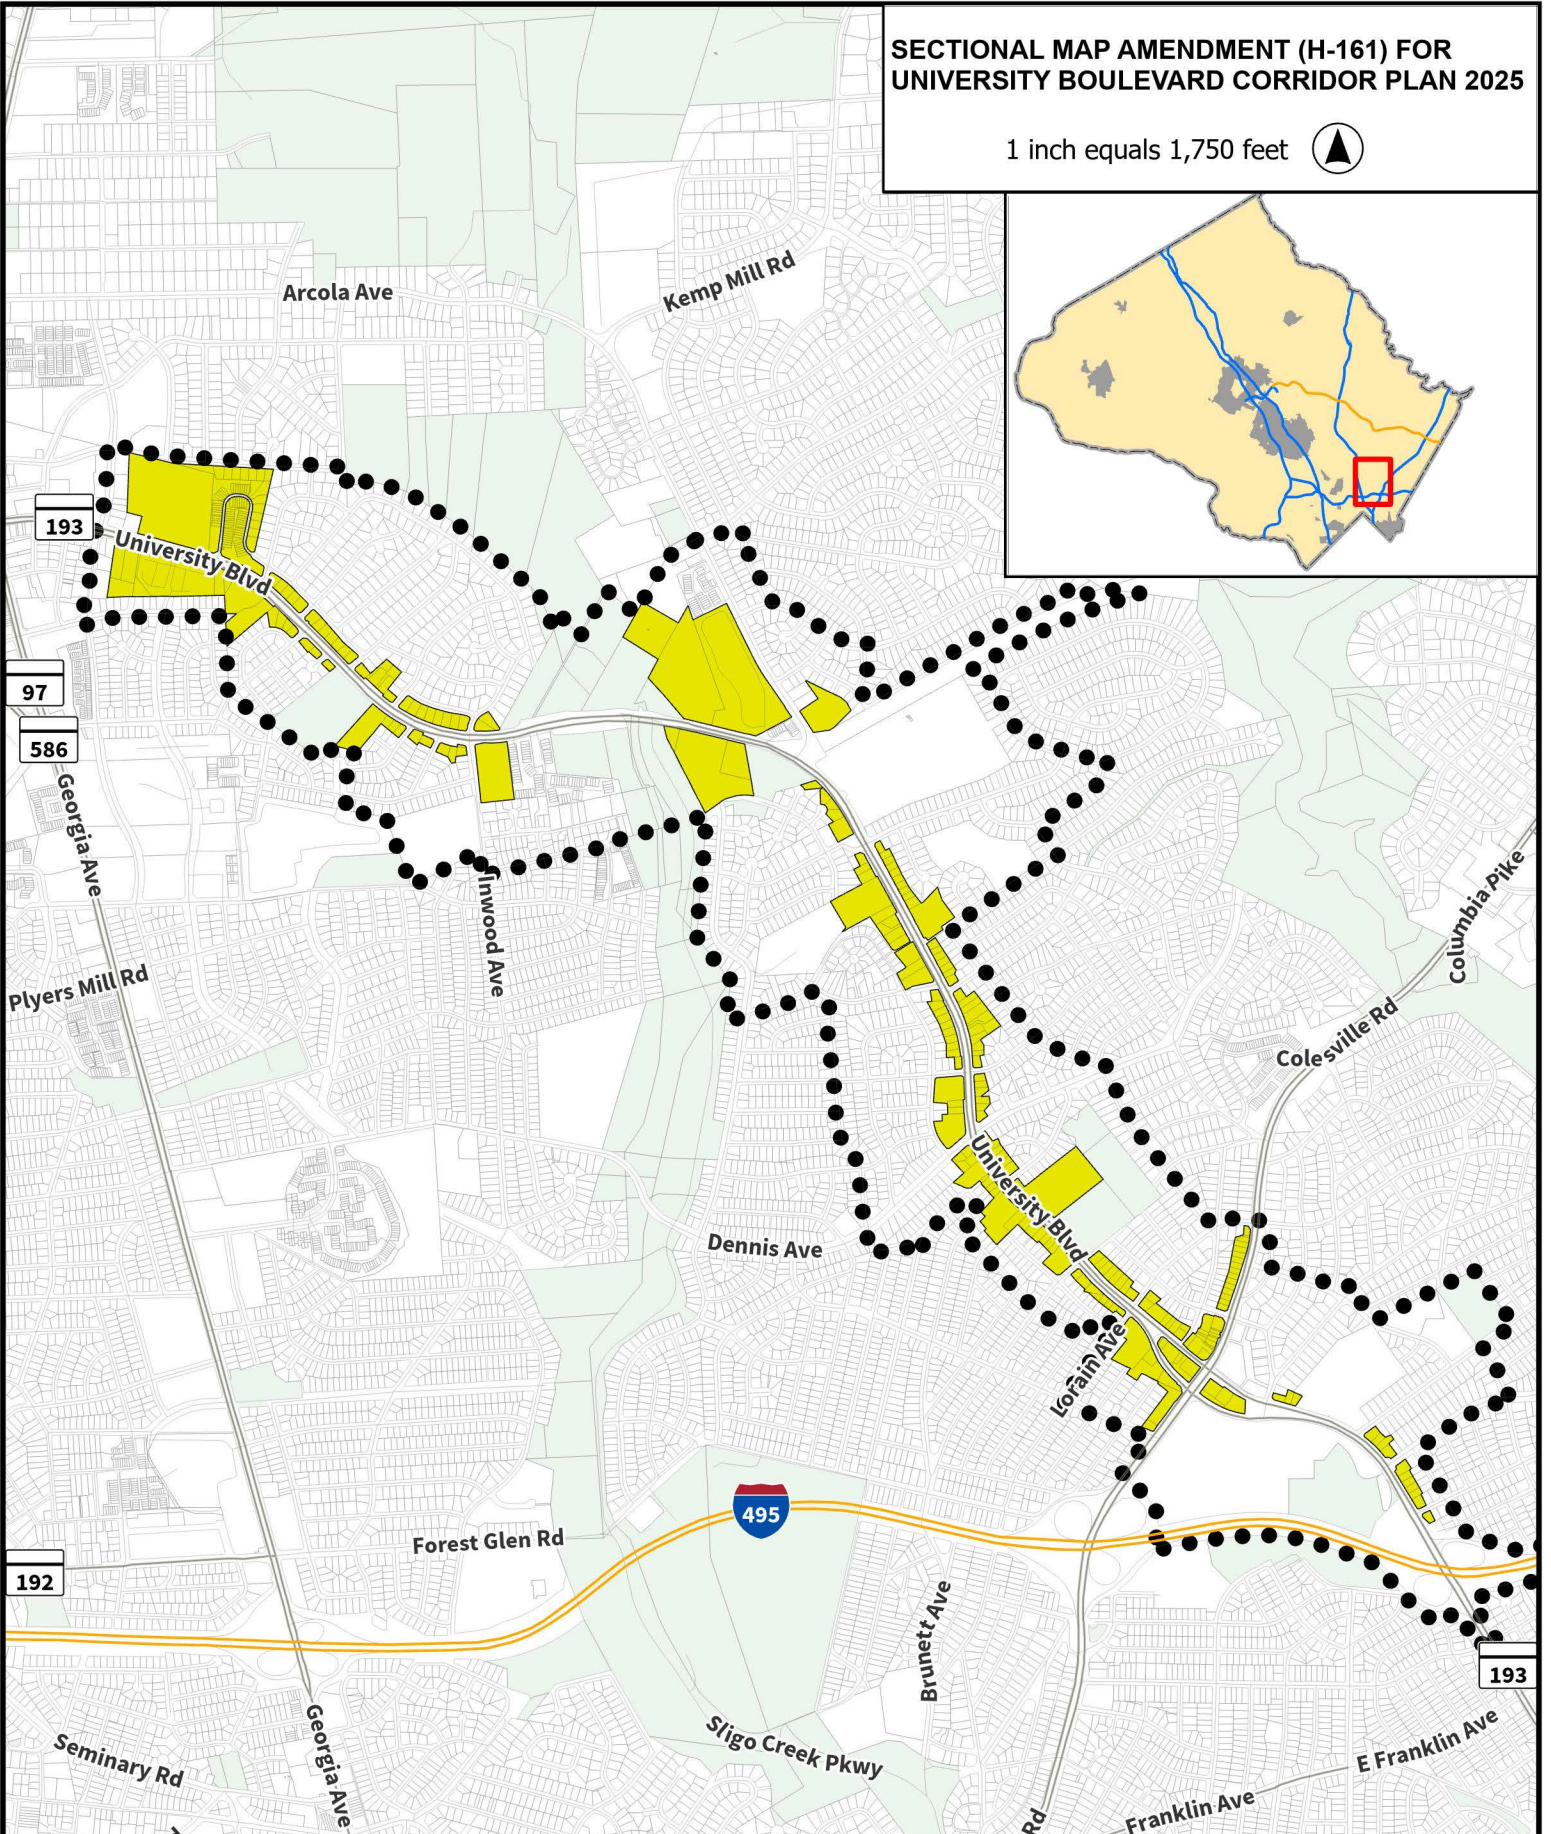 SECTIONAL MAP AMENDMENT (H-161) FOR
UNIVERSITY BOULEVARD CORRIDOR PLAN 2025
1 inch equals 1,750 feet
Kemp Mill Rd
Arcola Ave
193
University Blvd
97
586
Georgia Ave
Inwood Ave
Columbia Pike
Plyers Mill Rd
Colesville Rd
University Blvd
Dennis Ave
Lorain Ave
495
Forest Glen Rd
192
Brunett Ave
193
Georgia Ave
Sligo Creek Pkwy
Seminary Rd
E Franklin Ave
Franklin Ave
Rd